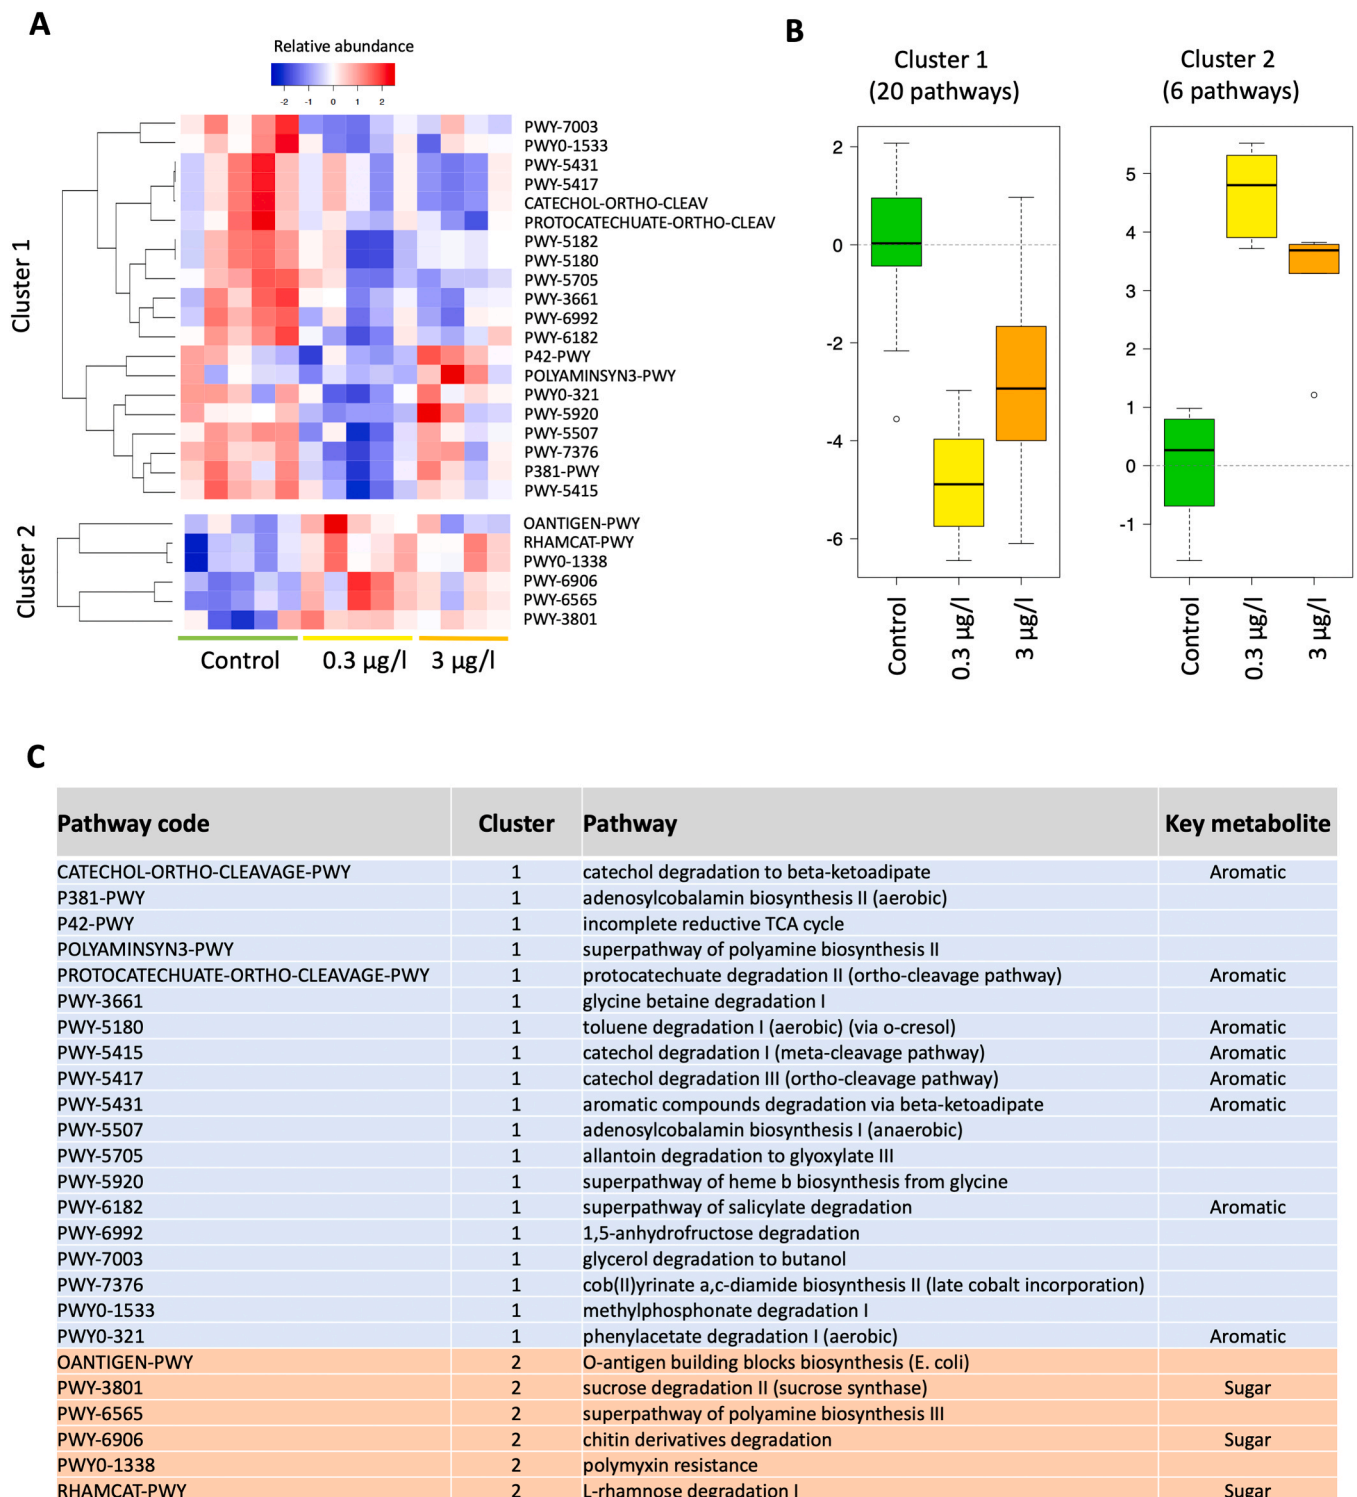 A
Relative abundance
-2 -1 0 1 2
Cluster 1
PWY-7003
PWY0-1533
PWY-5431
PWY-5417
CATECHOL-ORTHO-CLEAV
PROTOCATECHUATE-ORTHO-CLEAV
PWY-5182
PWY-5180
PWY-5705
PWY-3661
PWY-6992
PWY-6182
P42-PWY
POLYAMINSYN3-PWY
PWY0-321
PWY-5920
PWY-5507
PWY-7376
P381-PWY
PWY-5415
Cluster 2
OANTIGEN-PWY
RHAMCAT-PWY
PWY0-1338
PWY-6906
PWY-6565
PWY-3801
Control 0.3 µg/l 3 µg/l
B
Cluster 1
(20 pathways)
2
0
-2
-4
-6
Control
0.3 µg/l
3 µg/l
Cluster 2
(6 pathways)
5
4
3
2
1
0
-1
Control
0.3 µg/l
3 µg/l
C
Pathway code Cluster Pathway Key metabolite
CATECHOL-ORTHO-CLEAVAGE-PWY 1 catechol degradation to beta-ketoadipate Aromatic
P381-PWY 1 adenosylcobalamin biosynthesis II (aerobic)
P42-PWY 1 incomplete reductive TCA cycle
POLYAMINSYN3-PWY 1 superpathway of polyamine biosynthesis II
PROTOCATECHUATE-ORTHO-CLEAVAGE-PWY 1 protocatechuate degradation II (ortho-cleavage pathway) Aromatic
PWY-3661 1 glycine betaine degradation I
PWY-5180 1 toluene degradation I (aerobic) (via o-cresol) Aromatic
PWY-5415 1 catechol degradation I (meta-cleavage pathway) Aromatic
PWY-5417 1 catechol degradation III (ortho-cleavage pathway) Aromatic
PWY-5431 1 aromatic compounds degradation via beta-ketoadipate Aromatic
PWY-5507 1 adenosylcobalamin biosynthesis I (anaerobic)
PWY-5705 1 allantoin degradation to glyoxylate III
PWY-5920 1 superpathway of heme b biosynthesis from glycine
PWY-6182 1 superpathway of salicylate degradation Aromatic
PWY-6992 1 1,5-anhydrofructose degradation
PWY-7003 1 glycerol degradation to butanol
PWY-7376 1 cob(II)yrinate a,c-diamide biosynthesis II (late cobalt incorporation)
PWY0-1533 1 methylphosphonate degradation I
PWY0-321 1 phenylacetate degradation I (aerobic) Aromatic
OANTIGEN-PWY 2 O-antigen building blocks biosynthesis (E. coli)
PWY-3801 2 sucrose degradation II (sucrose synthase) Sugar
PWY-6565 2 superpathway of polyamine biosynthesis III
PWY-6906 2 chitin derivatives degradation Sugar
PWY0-1338 2 polymyxin resistance
RHAMCAT-PWY 2 L-rhamnose degradation I Sugar